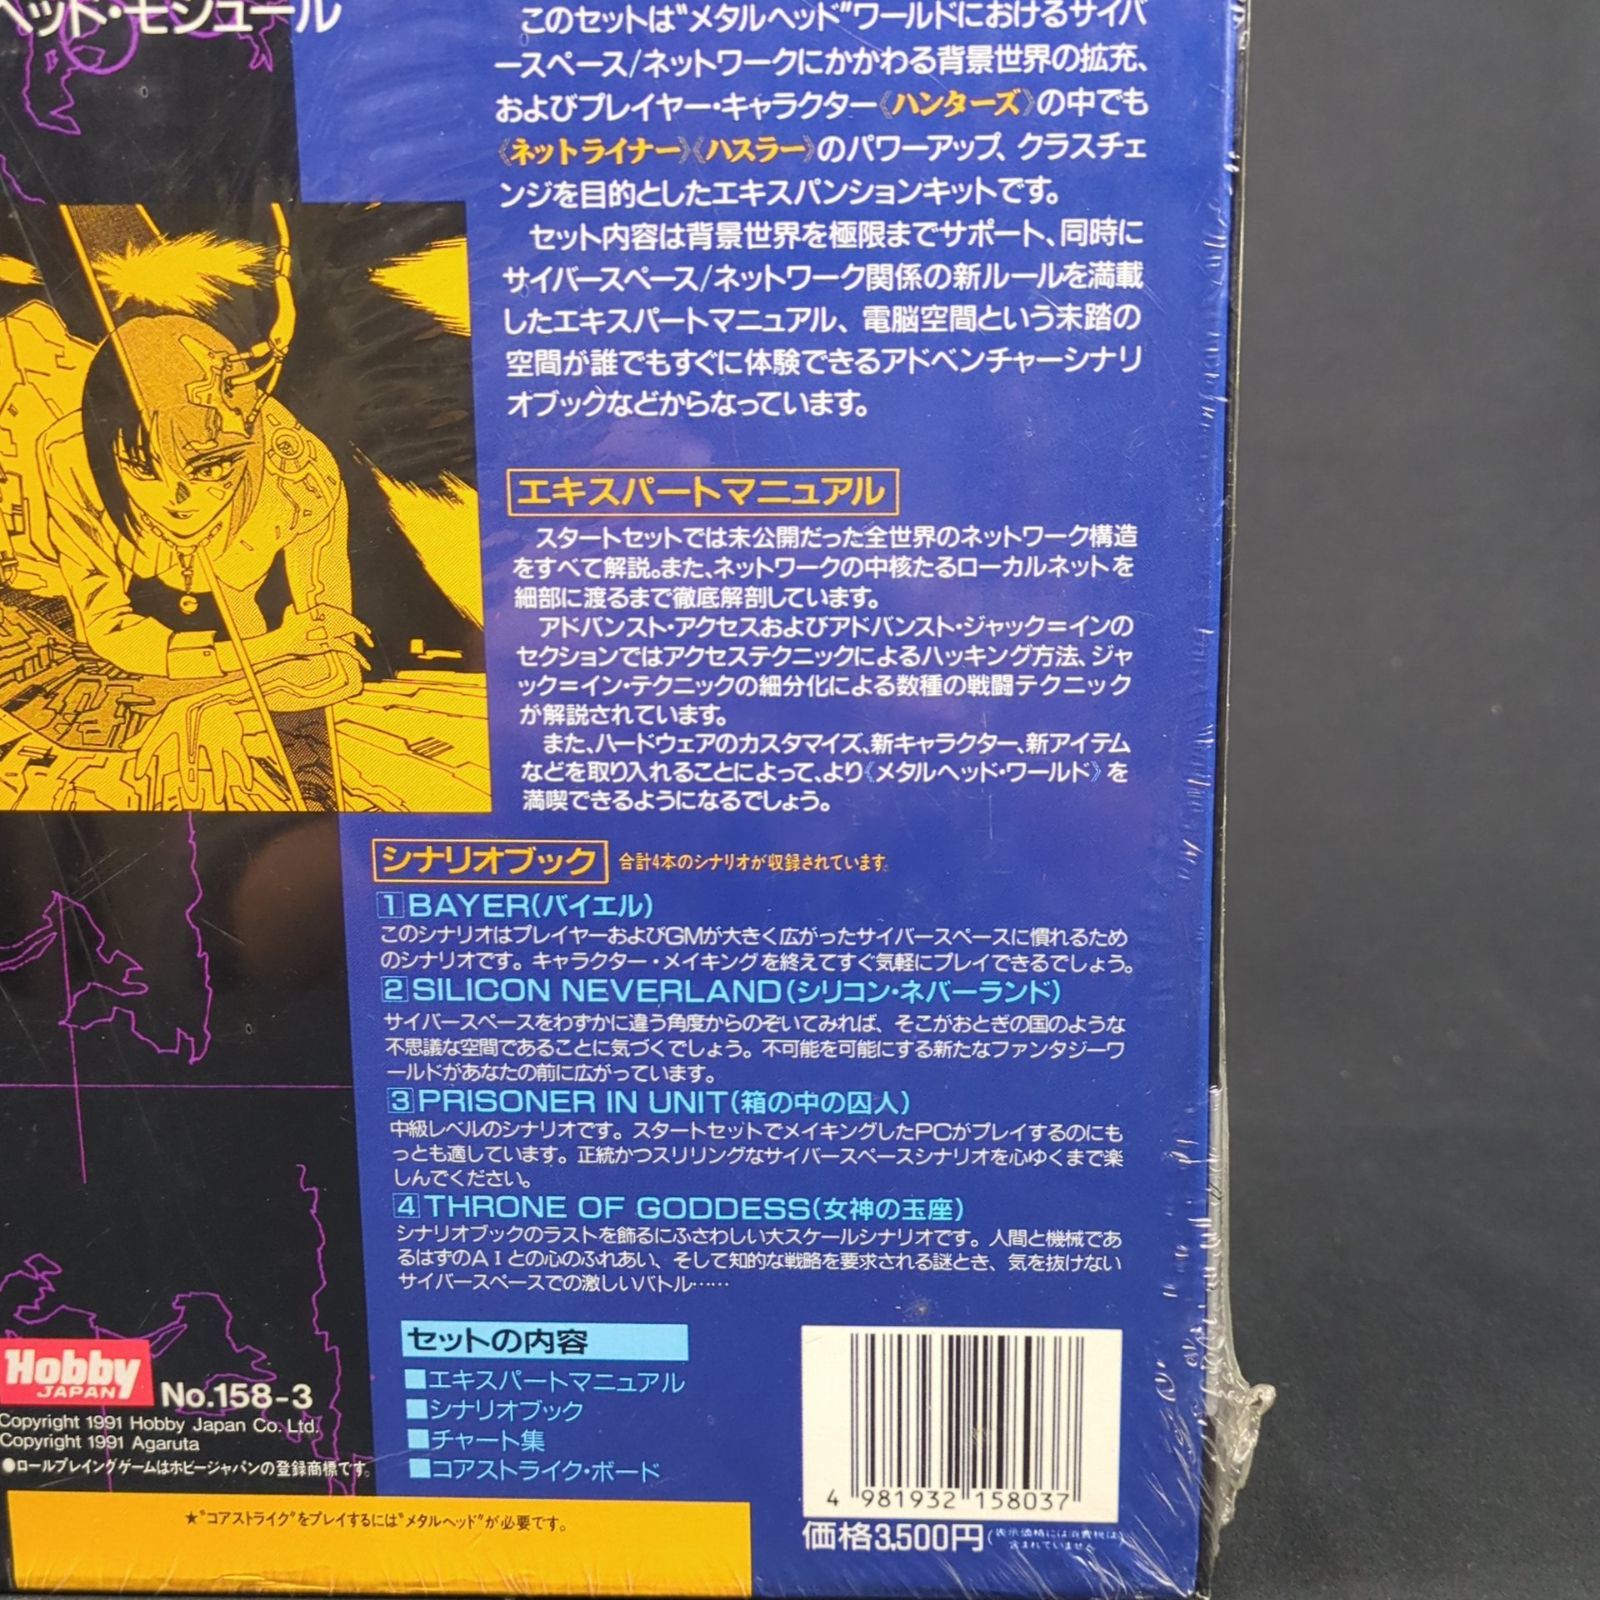 ヘッド・モジュール
このセットは"メタルヘッド"ワールドにおけるサイバ
ースペース/ネットワークにかかわる背景世界の拡充、
およびプレイヤー・キャラクター《ハンターズ》の中でも
《ネットライナー》《ハスラー》のパワーアップ、クラスチェ
ンジを目的としたエキスパンションキットです。
セット内容は背景世界を極限までサポート、同時に
サイバースペース/ネットワーク関係の新ルールを満載
したエキスパートマニュアル、電脳空間という未踏の
空間が誰でもすぐに体験できるアドベンチャーシナリ
オブックなどからなっています。
エキスパートマニュアル
スタートセットでは未公開だった全世界のネットワーク構造
をすべて解説。また、ネットワークの中核たるローカルネットを
細部に渡るまで徹底解剖しています。
アドバンスト・アクセスおよびアドバンスト・ジャック=インの
セクションではアクセステクニックによるハッキング方法、ジャ
ック=イン・テクニックの細分化による数種の戦闘テクニック
が解説されています。
また、ハードウェアのカスタマイズ、新キャラクター、新アイテム
などを取り入れることによって、より《メタルヘッド・ワールド》を
満喫できるようになるでしょう。
シナリオブック 合計4本のシナリオが収録されています。
1 BAYER(バイエル)
このシナリオはプレイヤーおよびGMが大きく広がったサイバースペースに慣れるため
のシナリオです。キャラクター・メイキングを終えてすぐ気軽にプレイできるでしょう。
2 SILICON NEVERLAND(シリコン・ネバーランド)
サイバースペースをわずかに違う角度からのぞいてみれば、そこがおとぎの国のような
不思議な空間であることに気づくでしょう。不可能を可能にする新たなファンタジーワ
ールドがあなたの前に広がっています。
3 PRISONER IN UNIT(箱の中の囚人)
中級レベルのシナリオです。スタートセットでメイキングしたPCがプレイするのにも
っとも適しています。正統かつスリリングなサイバースペースシナリオを心ゆくまで楽
しんでください。
4 THRONE OF GODDESS(女神の玉座)
シナリオブックのラストを飾るにふさわしい大スケールシナリオです。人間と機械であ
るはずのAIとの心のふれあい、そして知的な戦略を要求される謎とき、気を抜けない
サイバースペースでの激しいバトル……
セットの内容
■エキスパートマニュアル
■シナリオブック
■チャート集
■コアストライク・ボード
Hobby
JAPAN
No.158-3
Copyright 1991 Hobby Japan Co. Ltd.
Copyright 1991 Agaruta
●ロールプレイングゲームはホビージャパンの登録商標です。
★"コアストライク"をプレイするには"メタルヘッド"が必要です。
4 981932 158037
価格3,500円(表示価格には消費税は
含まれていません)